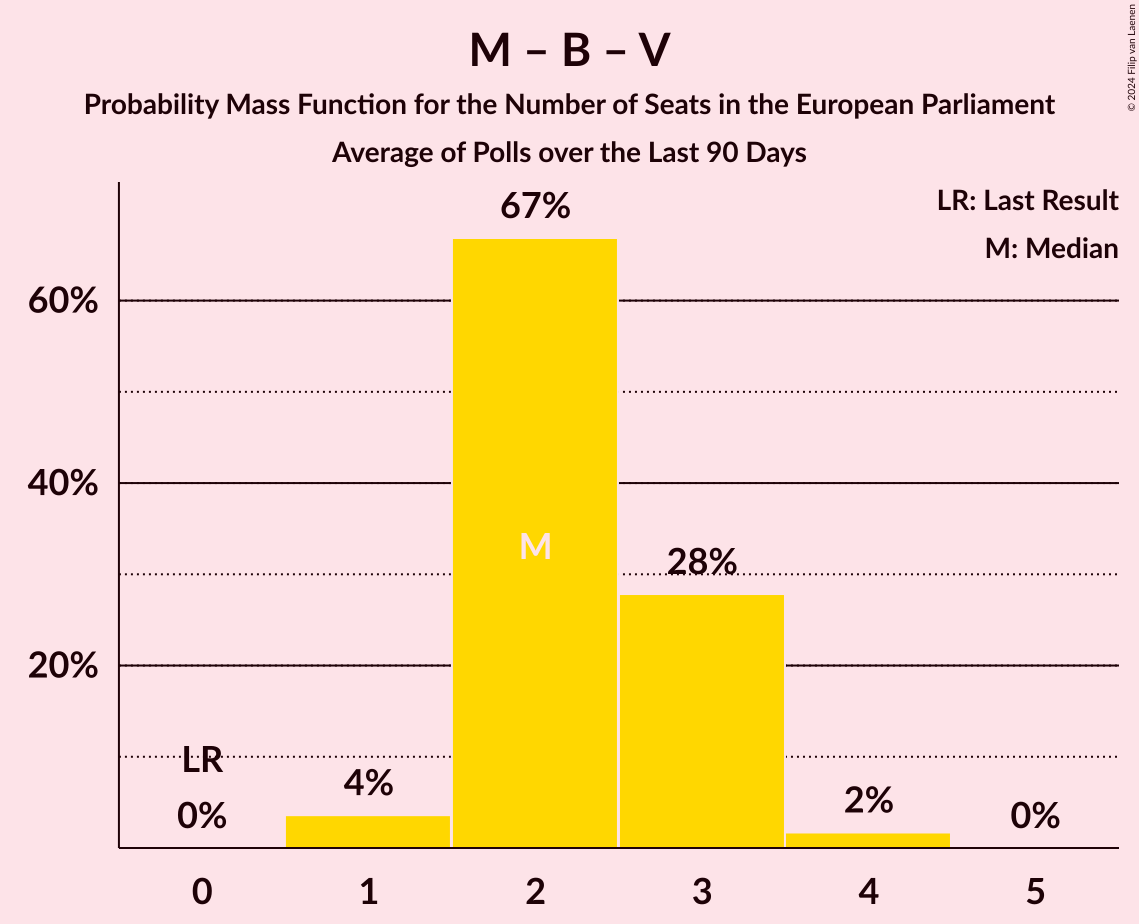 M – B – V
Probability Mass Function for the Number of Seats in the European Parliament
Average of Polls over the Last 90 Days
© 2024 Filip van Laenen
LR: Last Result
M: Median
67%
60%
40%
M
28%
20%
LR
4%
2%
0%
0%
0 1 2 3 4 5